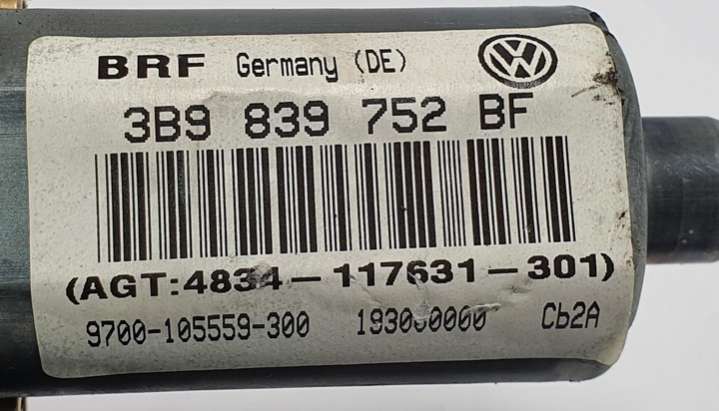 BRF Germany (DE)
3B9 839 752 BF
(AGT:4834-117631-301)
9700-105559-300 Cb2A